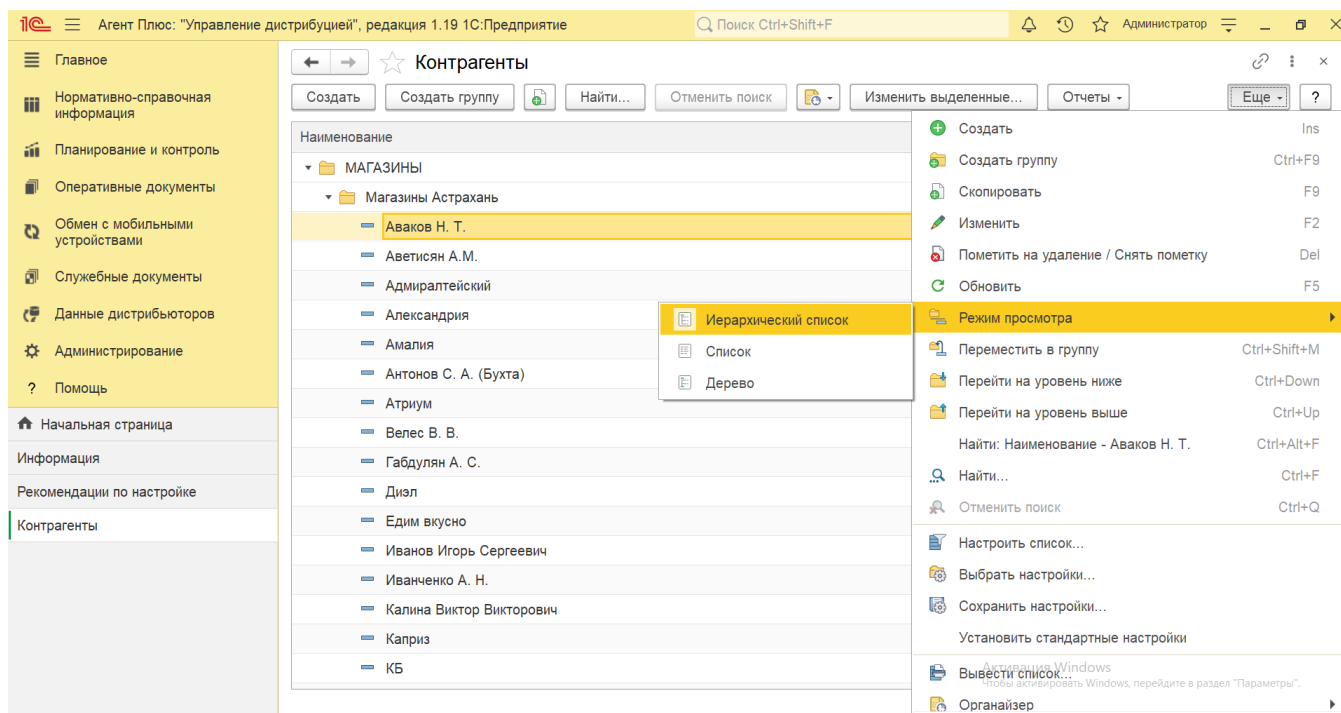 1С Агент Плюс: "Управление дистрибуцией", редакция 1.19 1С:Предприятие
Поиск Ctrl+Shift+F
Администратор
Главное
Нормативно-справочная
информация
Планирование и контроль
Оперативные документы
Обмен с мобильными
устройствами
Служебные документы
Данные дистрибьюторов
Администрирование
? Помощь
Начальная страница
Информация
Рекомендации по настройке
Контрагенты
Контрагенты
Создать Создать группу Найти... Отменить поиск Изменить выделенные... Отчеты Еще ?
Наименование
МАГАЗИНЫ
Магазины Астрахань
Аваков Н. Т.
Аветисян А.М.
Адмиралтейский
Александрия
Амалия
Антонов С. А. (Бухта)
Атриум
Велес В. В.
Габдулян А. С.
Диэл
Едим вкусно
Иванов Игорь Сергеевич
Иванченко А. Н.
Калина Виктор Викторович
Каприз
КБ
Иерархический список
Список
Дерево
Создать Ins
Создать группу Ctrl+F9
Скопировать F9
Изменить F2
Пометить на удаление / Снять пометку Del
Обновить F5
Режим просмотра
Переместить в группу Ctrl+Shift+M
Перейти на уровень ниже Ctrl+Down
Перейти на уровень выше Ctrl+Up
Найти: Наименование - Аваков Н. Т. Ctrl+Alt+F
Найти... Ctrl+F
Отменить поиск Ctrl+Q
Настроить список...
Выбрать настройки...
Сохранить настройки...
Установить стандартные настройки
Вывести список...
Органайзер
Активация Windows
Чтобы активировать Windows, перейдите в раздел "Параметры".